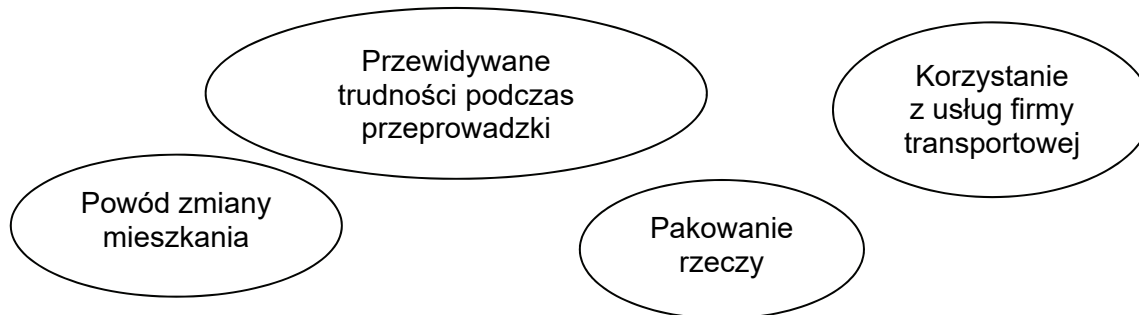 Przewidywane
trudności podczas
przeprowadzki
Korzystanie
z usług firmy
transportowej
Powód zmiany
mieszkania
Pakowanie
rzeczy